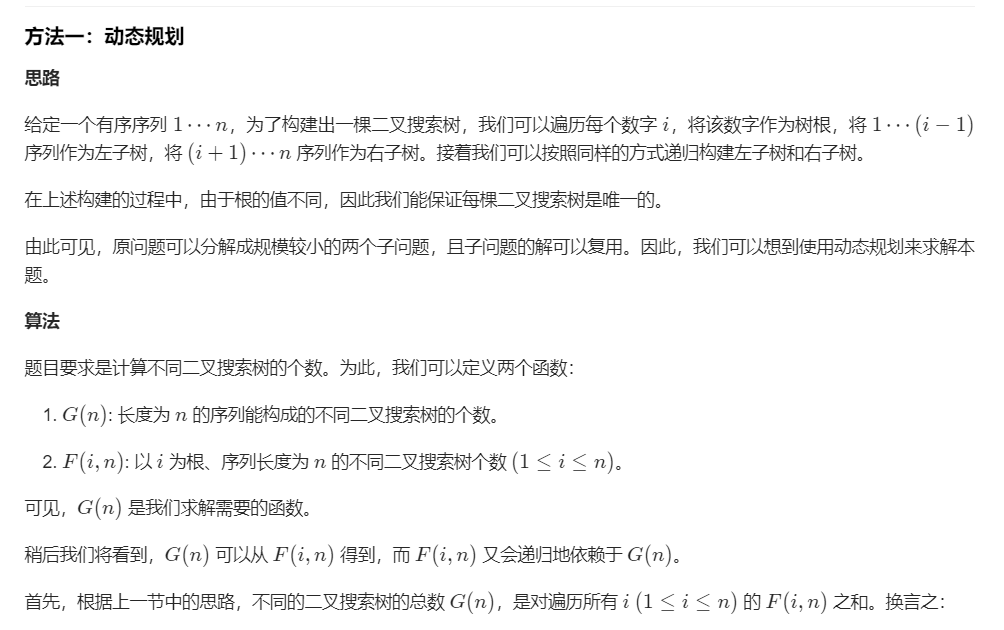 方法一：动态规划
思路
给定一个有序序列 1···n，为了构建出一棵二叉搜索树，我们可以遍历每个数字 i，将该数字作为树根，将 1···(i − 1)
序列作为左子树，将 (i + 1)···n 序列作为右子树。接着我们可以按照同样的方式递归构建左子树和右子树。
在上述构建的过程中，由于根的值不同，因此我们能保证每棵二叉搜索树是唯一的。
由此可见，原问题可以分解成规模较小的两个子问题，且子问题的解可以复用。因此，我们可以想到使用动态规划来求解本
题。
算法
题目要求是计算不同二叉搜索树的个数。为此，我们可以定义两个函数：
1. G(n): 长度为 n 的序列能构成的不同二叉搜索树的个数。
2. F(i, n): 以 i 为根、序列长度为 n 的不同二叉搜索树个数 (1 ≤ i ≤ n)。
可见，G(n) 是我们求解需要的函数。
稍后我们将看到，G(n) 可以从 F(i, n) 得到，而 F(i, n) 又会递归地依赖于 G(n)。
首先，根据上一节中的思路，不同的二叉搜索树的总数 G(n)，是对遍历所有 i (1 ≤ i ≤ n) 的 F(i, n) 之和。换言之：